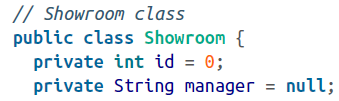 // Showroom class
public class Showroom {
private int id = 0;
private String manager = null;